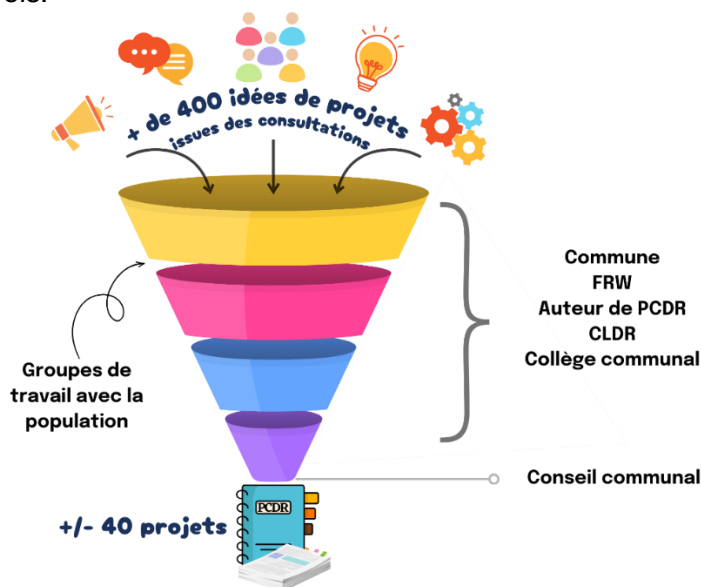 + de 400 idées de projets
issues des consultations
Commune
FRW
Auteur de PCDR
CLDR
Collège communal
Groupes de
travail avec la
population
Conseil communal
PCDR
+/- 40 projets